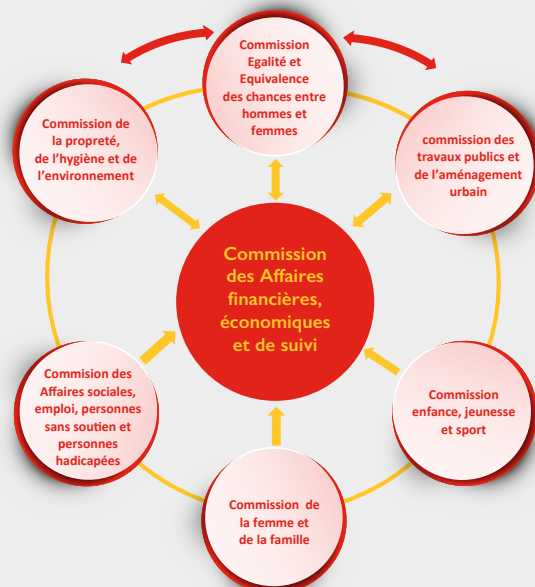 Commission
Egalité et
Equivalence
des chances entre
hommes et
femmes
Commission de
la propreté,
de l'hygiène et de
l'environnement
commission des
travaux publics et
de l'aménagement
urbain
Commission
des Affaires
financières,
économiques
et de suivi
Commision des
Affaires sociales,
emploi, personnes
sans soutien et
personnes
hadicapées
Commission
enfance, jeunesse
et sport
Commission de
la femme et
de la famille